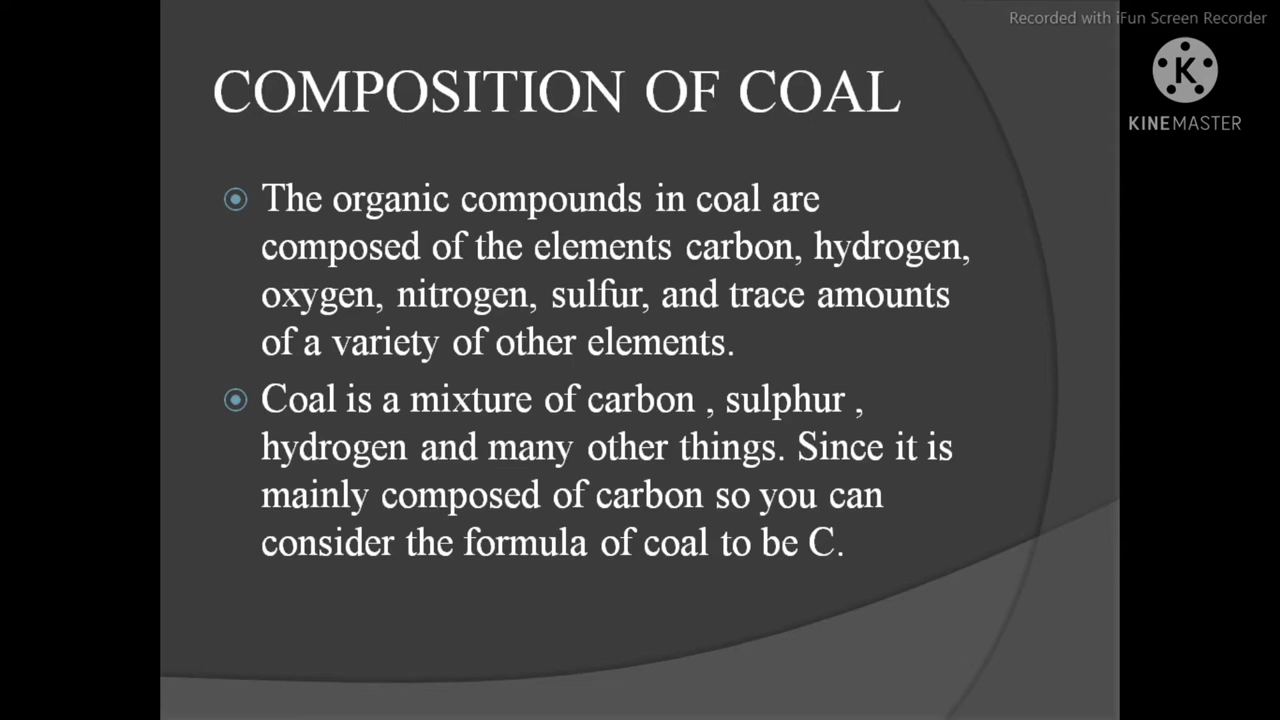 Recorded with iFun Screen Recorder
K
KINEMASTER
COMPOSITION OF COAL
The organic compounds in coal are
composed of the elements carbon, hydrogen,
oxygen, nitrogen, sulfur, and trace amounts
of a variety of other elements.
Coal is a mixture of carbon , sulphur ,
hydrogen and many other things. Since it is
mainly composed of carbon so you can
consider the formula of coal to be C.